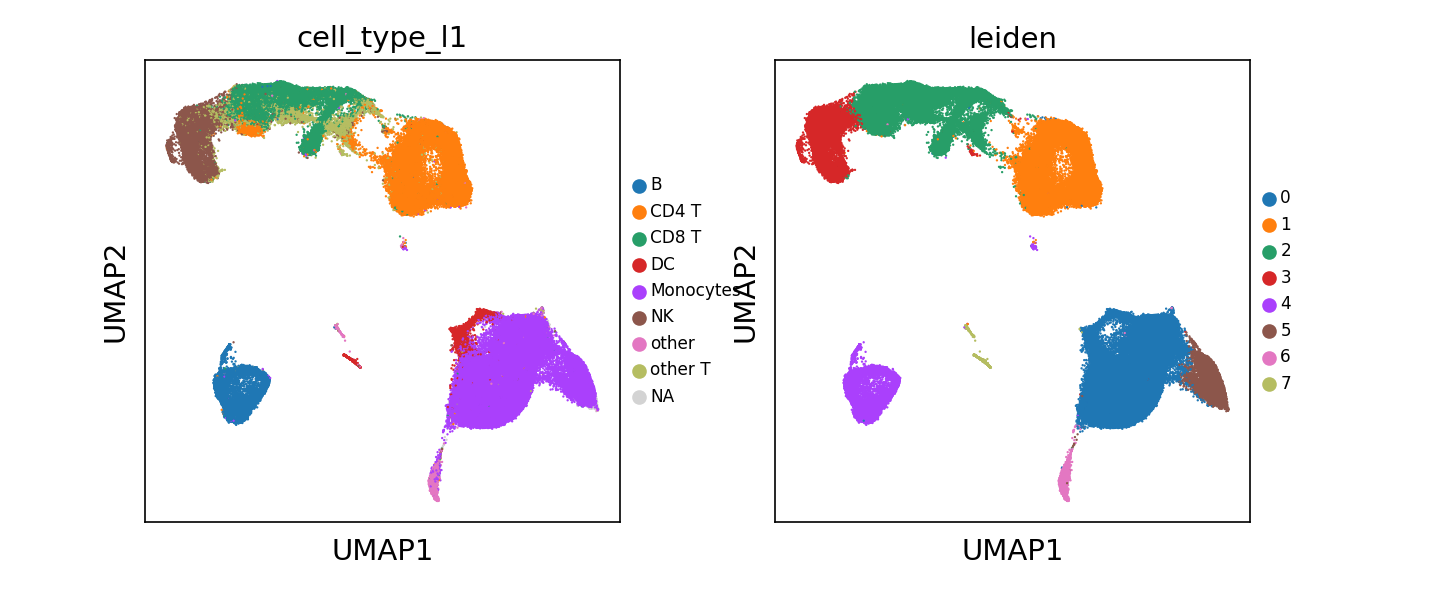 cell_type_l1
UMAP2
UMAP1
B
CD4 T
CD8 T
DC
Monocytes
NK
other
other T
NA
leiden
UMAP2
UMAP1
0
1
2
3
4
5
6
7